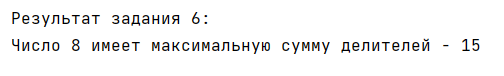 Результат задания 6:
Число 8 имеет максимальную сумму делителей - 15